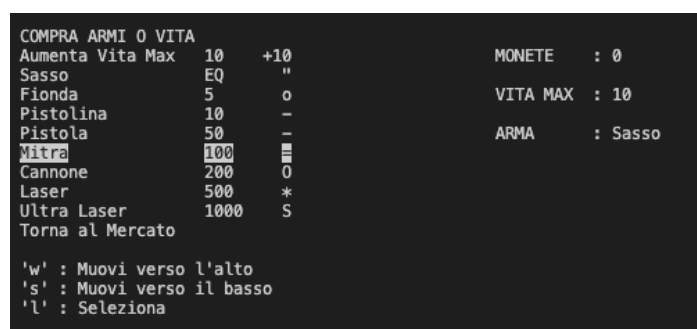 COMPRA ARMI O VITA
Aumenta Vita Max 10 +10 MONETE : 0
Sasso EQ "
Fionda 5 o VITA MAX : 10
Pistolina 10 –
Pistola 50 – ARMA : Sasso
Mitra 100 =
Cannone 200 O
Laser 500 *
Ultra Laser 1000 S
Torna al Mercato
'w' : Muovi verso l'alto
's' : Muovi verso il basso
'l' : Seleziona